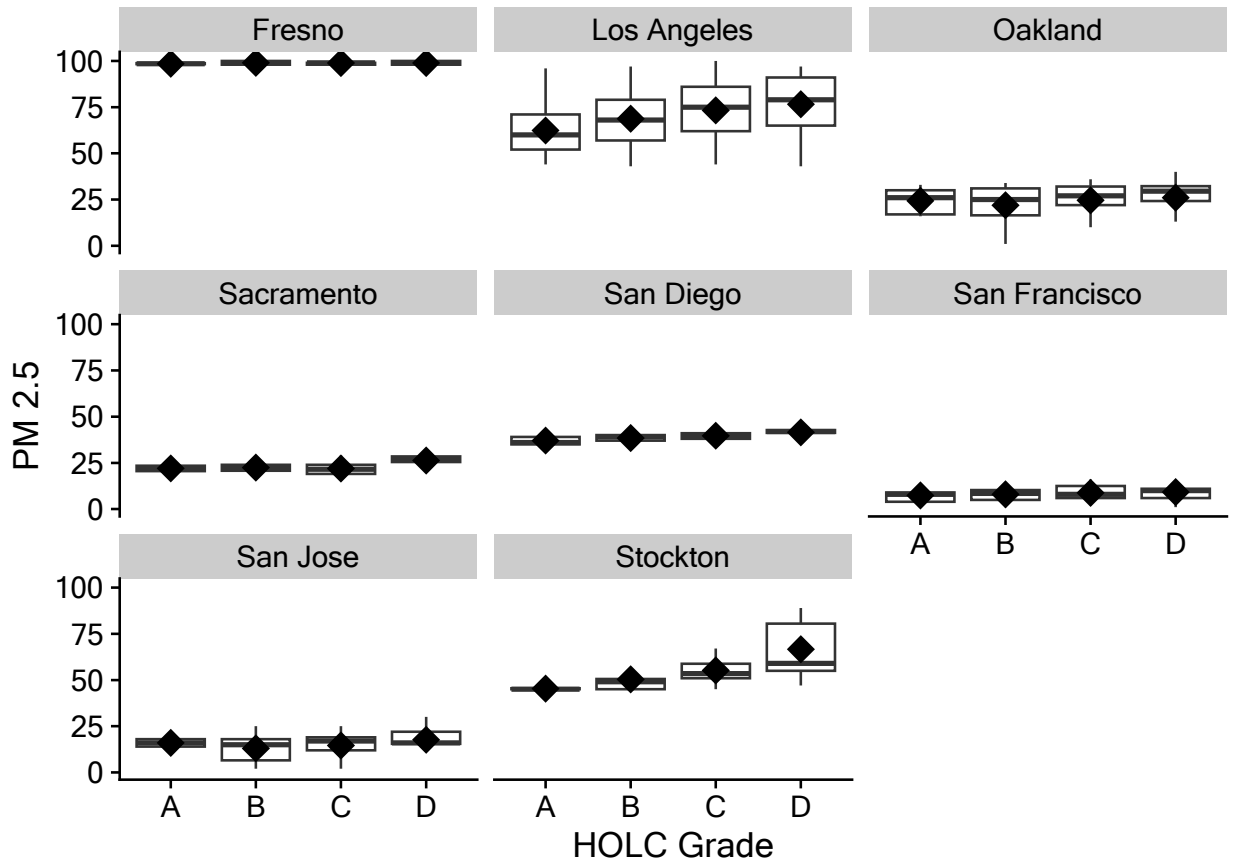 Fresno
Los Angeles
Oakland
100
75
50
25
0
Sacramento
San Diego
San Francisco
100
75
50
25
0
A B C D
San Jose
Stockton
100
75
50
25
0
A B C D
A B C D
PM 2.5
HOLC Grade